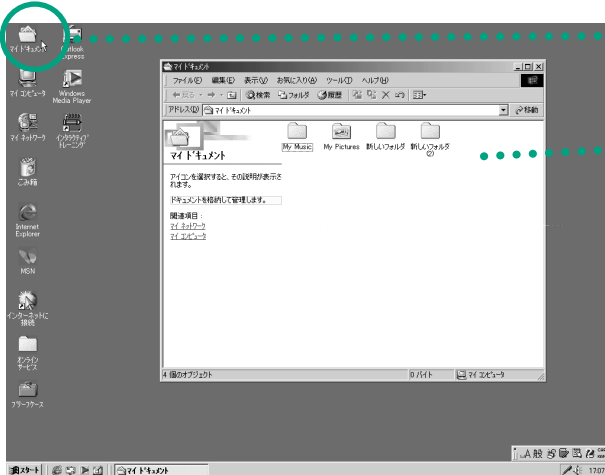 マイ ドキュメント
Outlook
Express
マイ コンピュータ
Windows
Media Player
マイ ネットワーク
インタラクティブ
トレーニング
ごみ箱
Internet
Explorer
MSN
インターネットに
接続
オンライン
サービス
ブリーフケース
マイ ドキュメント
ファイル(F) 編集(E) 表示(V) お気に入り(A) ツール(T) ヘルプ(H)
戻る 検索 フォルダ 履歴
アドレス(D) マイ ドキュメント 移動
マイ ドキュメント
アイコンを選択すると、その説明が表示さ
れます。
ドキュメントを格納して管理します。
関連項目:
マイ ネットワーク
マイ コンピュータ
My Music
My Pictures
新しいフォルダ
新しいフォルダ
(2)
4 個のオブジェクト 0 バイト マイ コンピュータ
A 般
スタート マイ ドキュメント 17:07